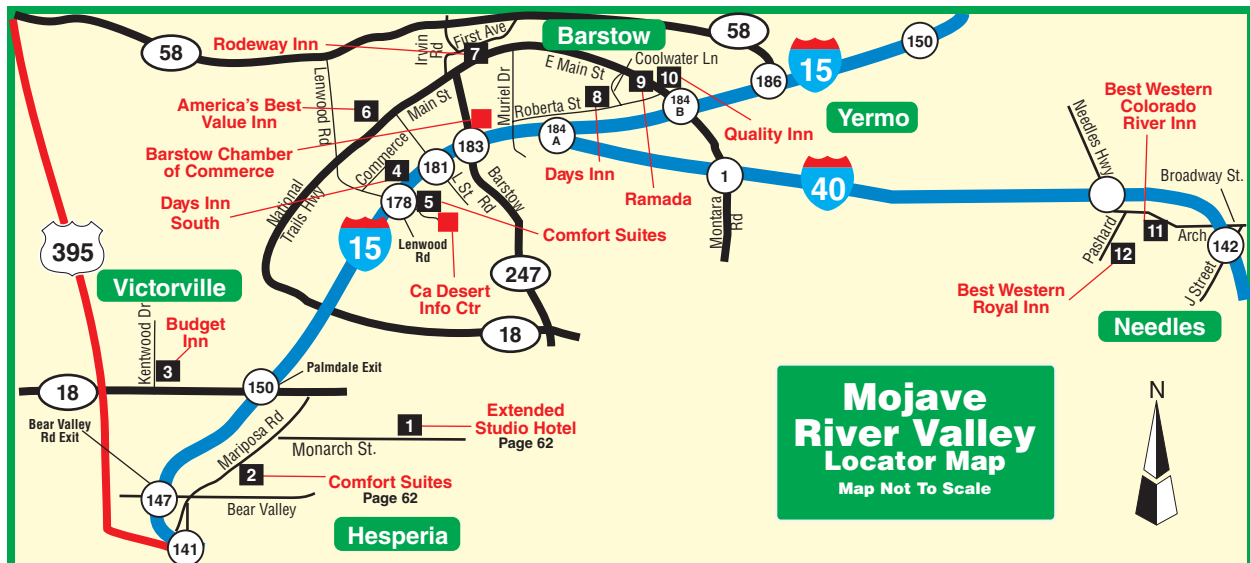 58
Rodeway Inn
Irwin
Rd
First Ave
7
Barstow
58
150
15
Lenwood Rd
Muriel Dr
E Main St
Coolwater Ln
9
10
186
America's Best
Value Inn
6
Main St
Roberta St
8
184
B
Quality Inn
Yermo
Best Western
Colorado
River Inn
Needles Hwy
Barstow Chamber
of Commerce
Commerce
4
181
183
184
A
Days Inn
Ramada
1
40
Broadway St.
Days Inn
South
National
Trails Hwy
178
5
L St.
Barstow
Rd
Comfort Suites
Montara
Rd
Pashard
11
Arch
142
12
J Street
395
15
Lenwood
Rd
Ca Desert
Info Ctr
247
Best Western
Royal Inn
Victorville
Needles
Kentwood Dr
Budget
Inn
3
18
18
150
Palmdale Exit
Bear Valley
Rd Exit
Mariposa Rd
1
Extended
Studio Hotel
Page 62
Monarch St.
2
Comfort Suites
Page 62
147
Bear Valley
141
Hesperia
Mojave
River Valley
Locator Map
Map Not To Scale
N